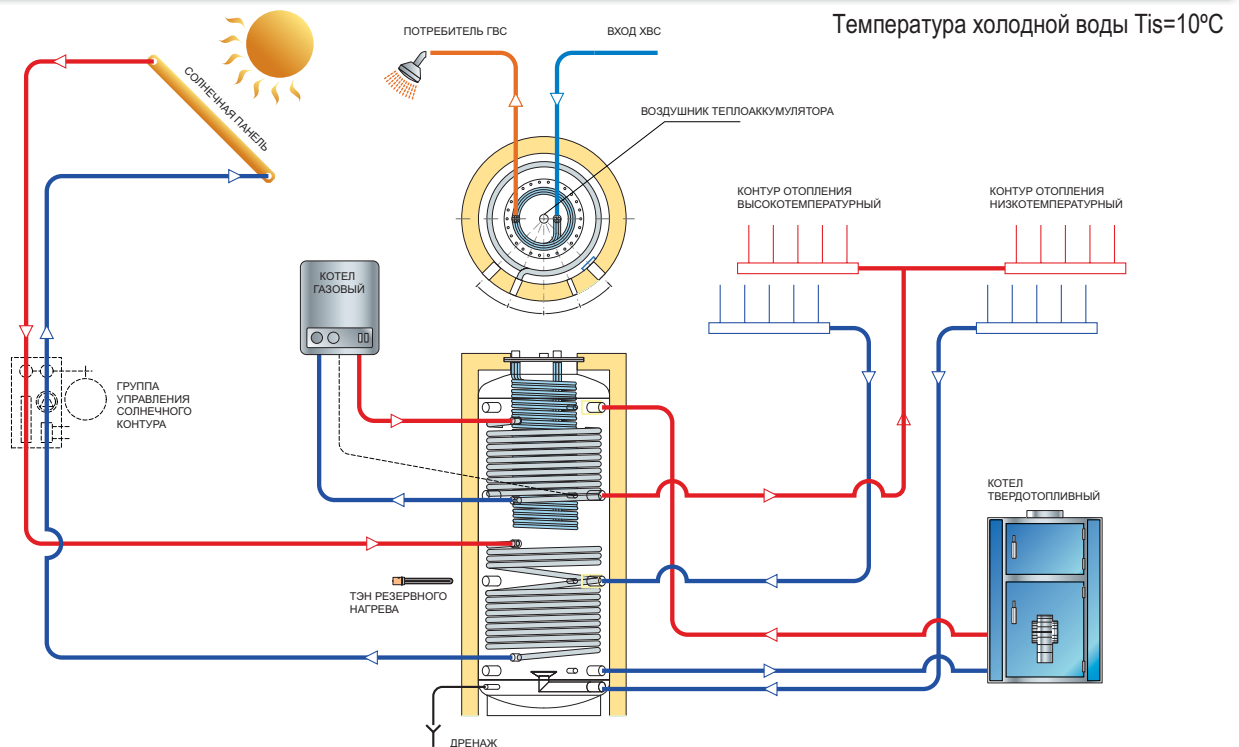 Температура холодной воды Tis=10ºC
ПОТРЕБИТЕЛЬ ГВС
ВХОД ХВС
СОЛНЕЧНАЯ ПАНЕЛЬ
ВОЗДУШНИК ТЕПЛОАККУМУЛЯТОРА
КОНТУР ОТОПЛЕНИЯ
ВЫСОКОТЕМПЕРАТУРНЫЙ
КОНТУР ОТОПЛЕНИЯ
НИЗКОТЕМПЕРАТУРНЫЙ
КОТЕЛ
ГАЗОВЫЙ
ГРУППА
УПРАВЛЕНИЯ
СОЛНЕЧНОГО
КОНТУРА
КОТЕЛ
ТВЕРДОТОПЛИВНЫЙ
ТЭН РЕЗЕРВНОГО
НАГРЕВА
ДРЕНАЖ